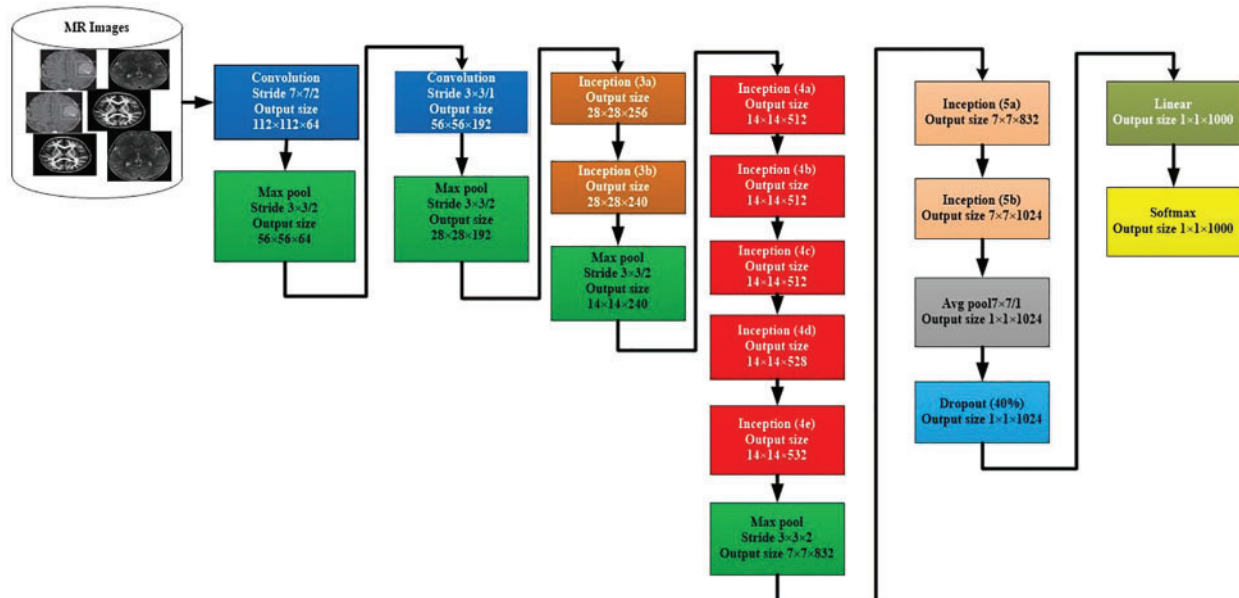 MR Images
Convolution
Stride 7×7/2
Output size
112×112×64
Max pool
Stride 3×3/2
Output size
56×56×64
Convolution
Stride 3×3/1
Output size
56×56×192
Max pool
Stride 3×3/2
Output size
28×28×192
Inception (3a)
Output size
28×28×256
Inception (3b)
Output size
28×28×240
Max pool
Stride 3×3/2
Output size
14×14×240
Inception (4a)
Output size
14×14×512
Inception (4b)
Output size
14×14×512
Inception (4c)
Output size
14×14×512
Inception (4d)
Output size
14×14×528
Inception (4e)
Output size
14×14×532
Max pool
Stride 3×3×2
Output size 7×7×832
Inception (5a)
Output size 7×7×832
Inception (5b)
Output size 7×7×1024
Avg pool7×7/1
Output size 1×1×1024
Dropout (40%)
Output size 1×1×1024
Linear
Output size 1×1×1000
Softmax
Output size 1×1×1000